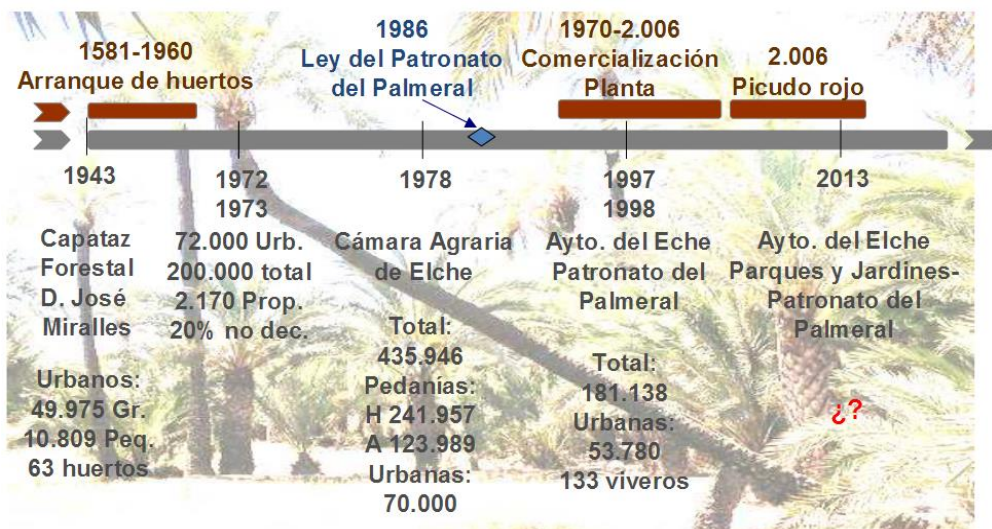 1581-1960
Arranque de huertos
1986
Ley del Patronato
del Palmeral
1970-2.006
Comercialización
Planta
2.006
Picudo rojo
1943
Capataz
Forestal
D. José
Miralles
Urbanos:
49.975 Gr.
10.809 Peq.
63 huertos
1972
1973
72.000 Urb.
200.000 total
2.170 Prop.
20% no dec.
1978
Cámara Agraria
de Elche
Total:
435.946
Pedanías:
H 241.957
A 123.989
Urbanas:
70.000
1997
1998
Ayto. del Eche
Patronato del
Palmeral
Total:
181.138
Urbanas:
53.780
133 viveros
2013
Ayto. del Elche
Parques y Jardines-
Patronato del
Palmeral
¿?